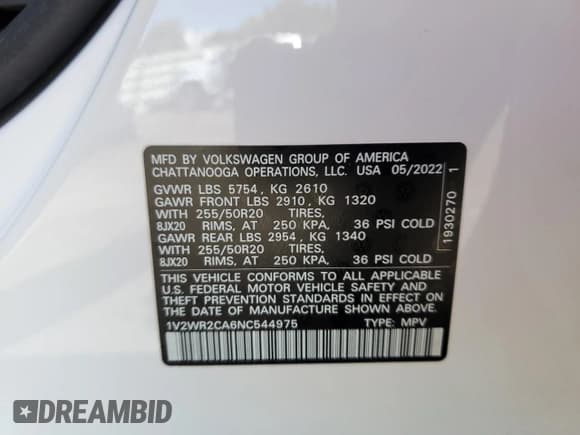 MFD BY VOLKSWAGEN GROUP OF AMERICA
CHATTANOOGA OPERATIONS, LLC. USA 05/2022
GVWR LBS 5754, KG 2610
GAWR FRONT LBS 2910, KG 1320
WITH 255/50R20 TIRES,
8JX20 RIMS, AT 250 KPA, 36 PSI COLD
GAWR REAR LBS 2954, KG 1340
WITH 255/50R20 TIRES,
8JX20 RIMS, AT 250 KPA, 36 PSI COLD
THIS VEHICLE CONFORMS TO ALL APPLICABLE
U.S. FEDERAL MOTOR VEHICLE SAFETY AND
THEFT PREVENTION STANDARDS IN EFFECT ON
THE DATE OF MANUFACTURE SHOWN ABOVE.
1V2WR2CA6NC544975 TYPE: MPV
1930270 1
DREAMBID